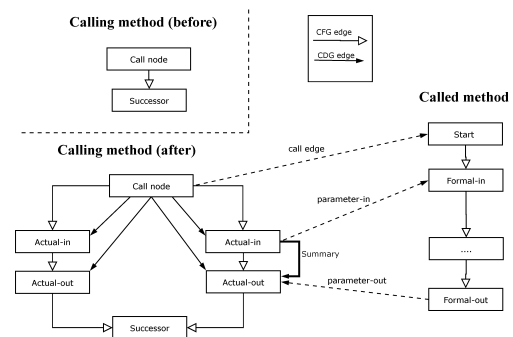 Calling method (before)
Call node
Successor
CFG edge
CDG edge
Called method
Calling method (after)
call edge
Start
Call node
parameter-in
Formal-in
Actual-in
Actual-in
Summary
....
Actual-out
Actual-out
parameter-out
Formal-out
Successor